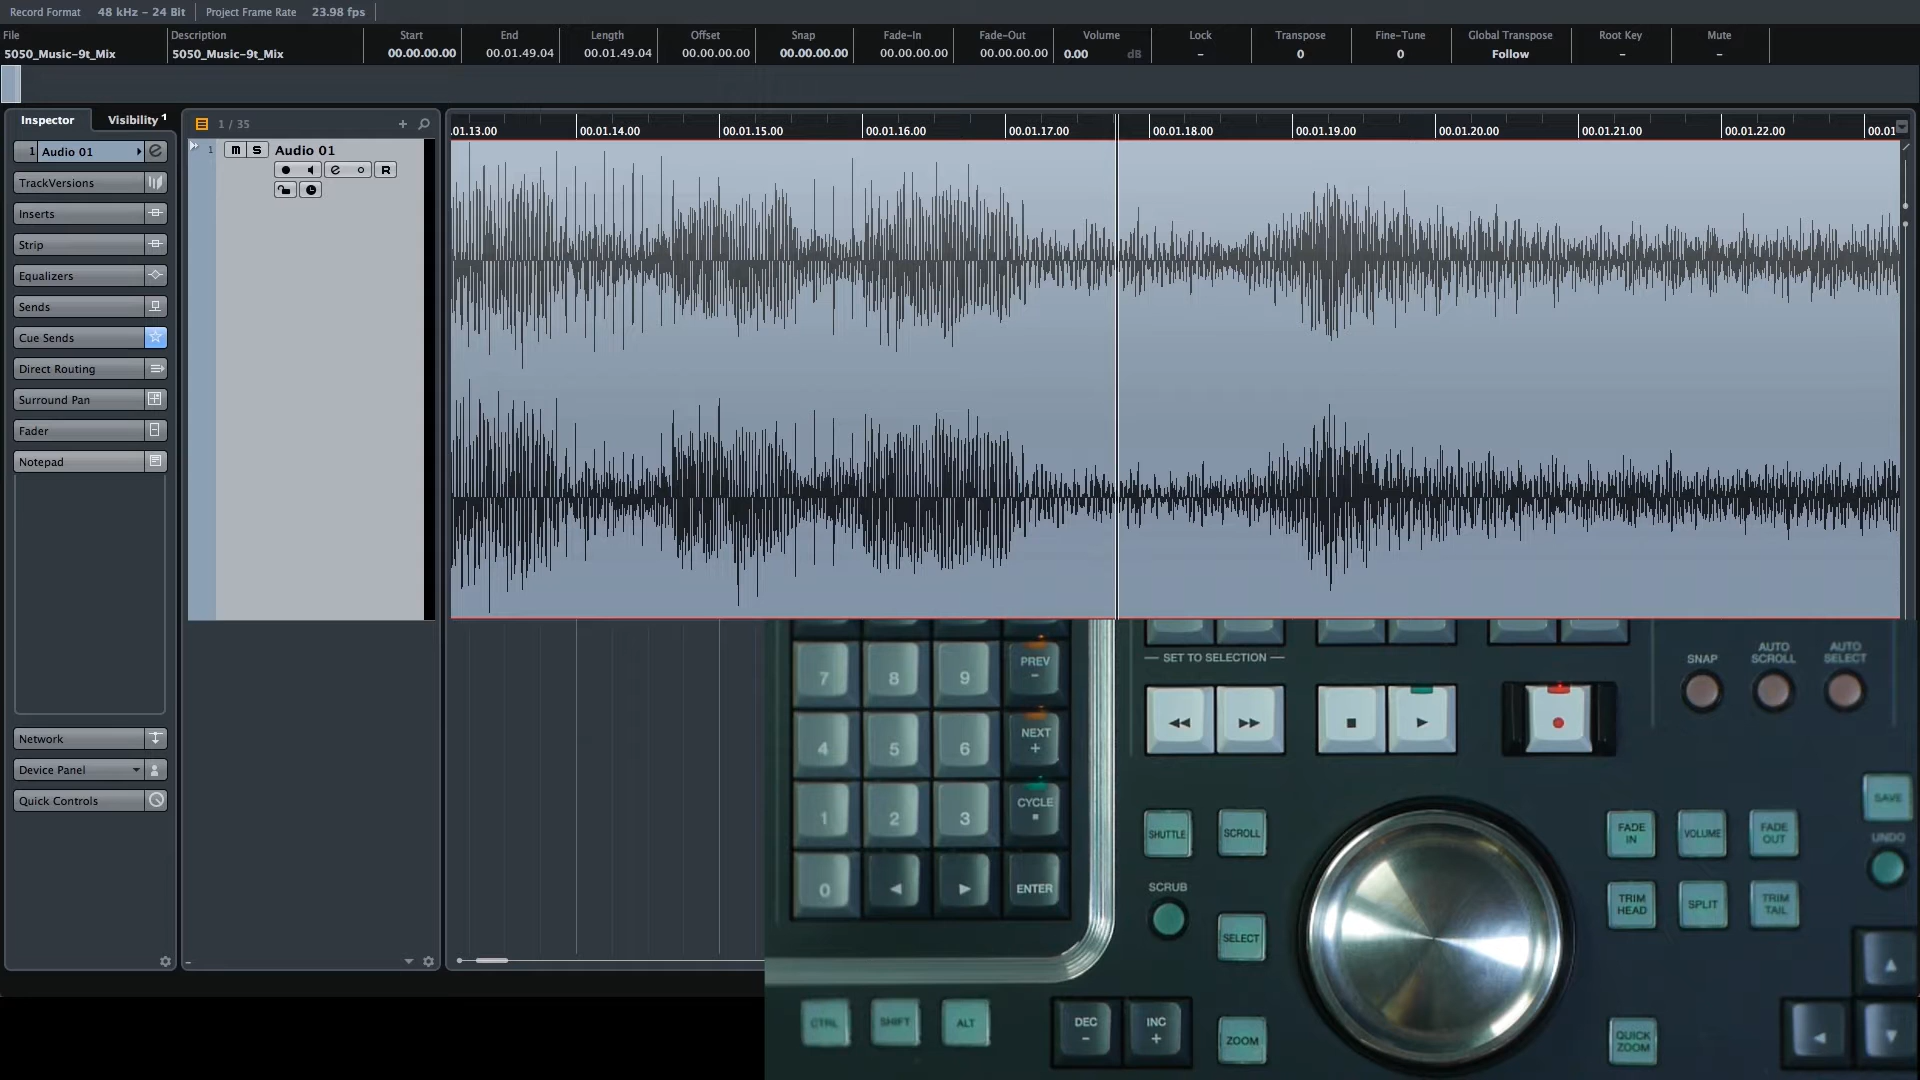 Record Format 48 kHz - 24 Bit Project Frame Rate 23.98 fps
File Description Start End Length Offset Snap Fade-In Fade-Out Volume Lock Transpose Fine-Tune Global Transpose Root Key Mute
5050_Music-9t_Mix 5050_Music-9t_Mix 00.00.00.00 00.01.49.04 00.01.49.04 00.00.00.00 00.00.00.00 00.00.00.00 00.00.00.00 0.00 dB - 0 0 Follow - -
Inspector Visibility 1
1 / 35
.01.13.00 00.01.14.00 00.01.15.00 00.01.16.00 00.01.17.00 00.01.18.00 00.01.19.00 00.01.20.00 00.01.21.00 00.01.22.00 00.01
1 Audio 01 e
1 m S Audio 01
e R
TrackVersions
Inserts
Strip
Equalizers
Sends
Cue Sends
Direct Routing
Surround Pan
Fader
Notepad
Network
Device Panel
Quick Controls
7 8 9 PREV -
4 5 6 NEXT +
1 2 3 CYCLE
0 ENTER
SET TO SELECTION
SNAP AUTO SCROLL AUTO SELECT
SHUTTLE SCROLL
SCRUB
SELECT
FADE IN VOLUME FADE OUT
TRIM HEAD SPLIT TRIM TAIL
SAVE
UNDO
CTRL SHIFT ALT
DEC - INC +
ZOOM
QUICK ZOOM